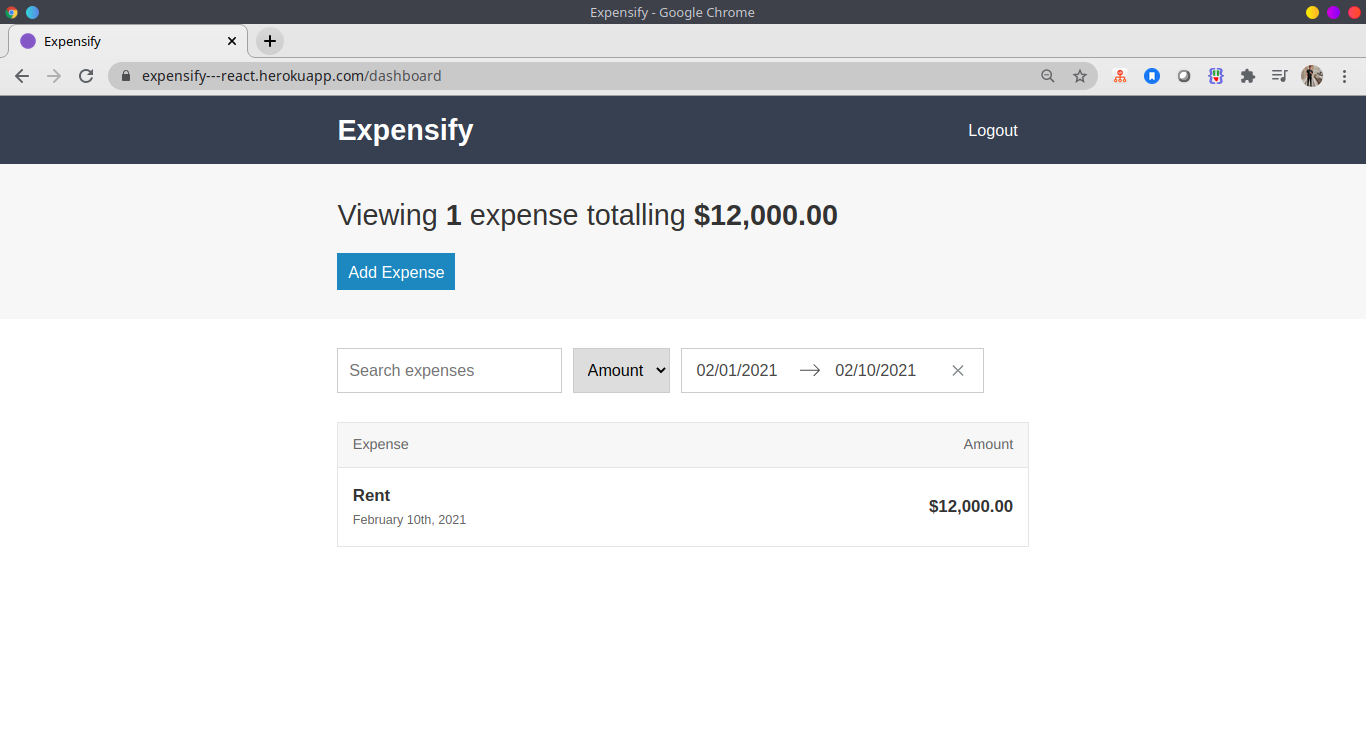 Expensify - Google Chrome
Expensify
expensify---react.herokuapp.com/dashboard
Expensify Logout
Viewing 1 expense totalling $12,000.00
Add Expense
Search expenses Amount 02/01/2021 02/10/2021
Expense Amount
Rent
$12,000.00
February 10th, 2021